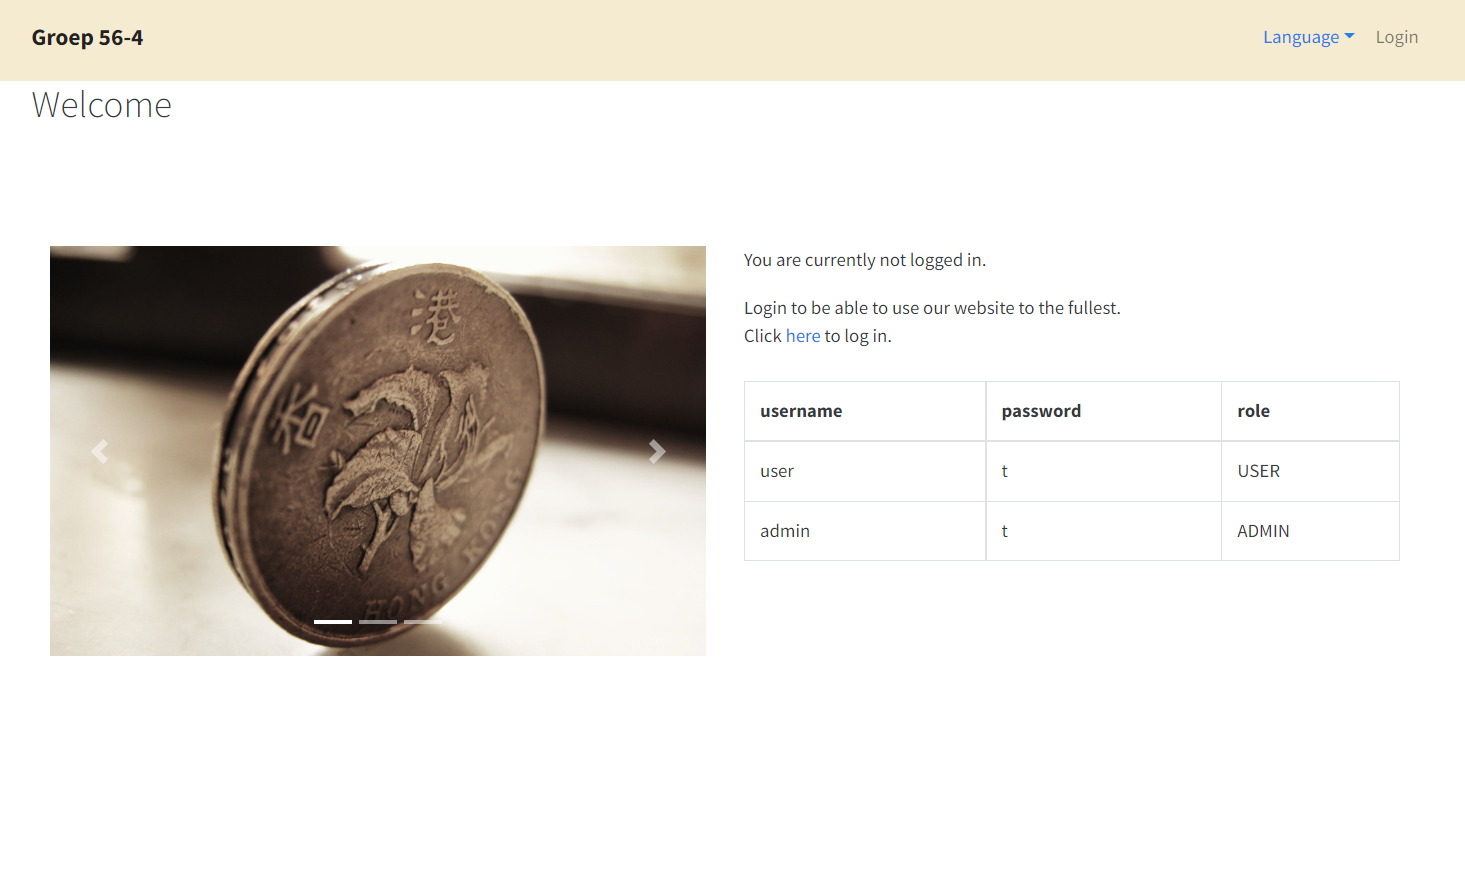 Groep 56-4
Language
Login
Welcome
港
香
HONG KONG
You are currently not logged in.
Login to be able to use our website to the fullest.
Click here to log in.
username password role
user t USER
admin t ADMIN